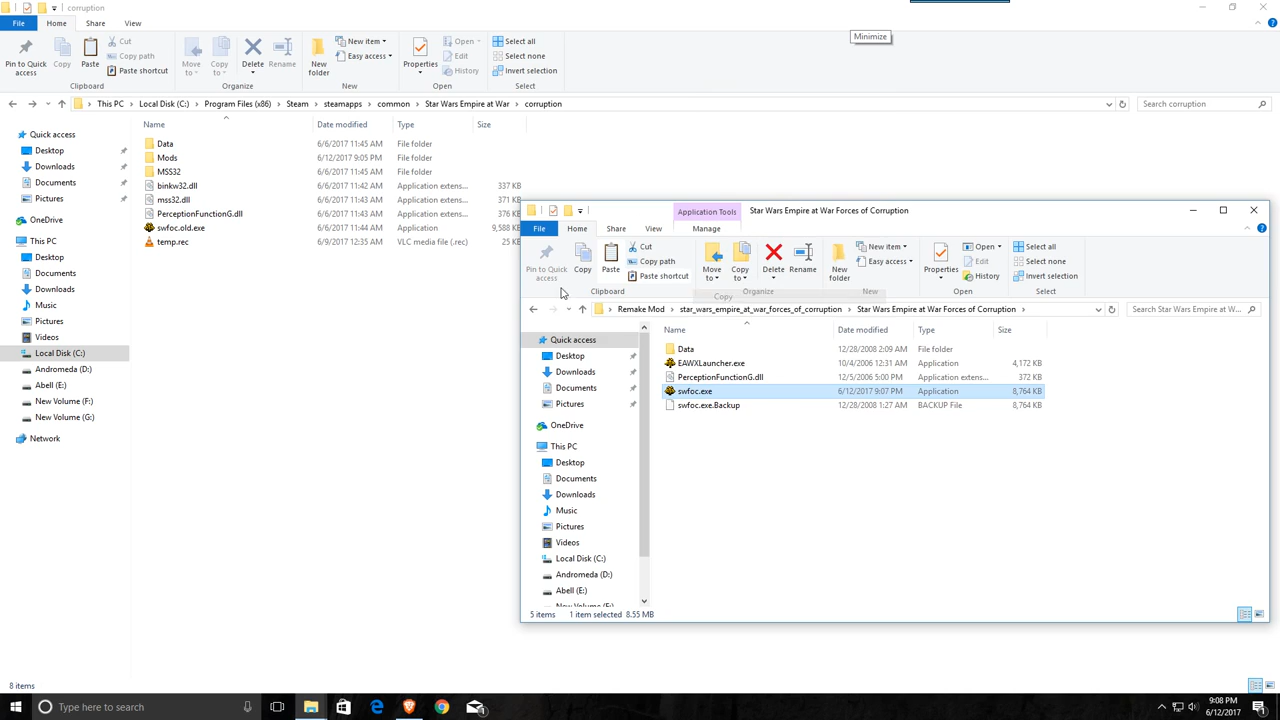 corruption
File Home Share View
Minimize
Pin to Quick access
Copy
Paste
Cut
Copy path
Paste shortcut
Clipboard
Move to
Copy to
Delete
Rename
Organize
New folder
New item
Easy access
New
Properties
Open
Edit
History
Open
Select all
Select none
Invert selection
Select
This PC Local Disk (C:) Program Files (x86) Steam steamapps common Star Wars Empire at War corruption
Search corruption
Name Date modified Type Size
Data 6/6/2017 11:45 AM File folder
Mods 6/12/2017 9:05 PM File folder
MSS32 6/6/2017 11:45 AM File folder
binkw32.dll 6/6/2017 11:42 AM Application extens... 337 KB
mss32.dll 6/6/2017 11:43 AM Application extens... 371 KB
PerceptionFunctionG.dll 6/6/2017 11:43 AM Application extens... 376 KB
swfoc.old.exe 6/6/2017 11:44 AM Application 9,588 KB
temp.rec 6/9/2017 12:35 AM VLC media file (.rec) 25 KB
Quick access
Desktop
Downloads
Documents
Pictures
OneDrive
This PC
Desktop
Documents
Downloads
Music
Pictures
Videos
Local Disk (C:)
Andromeda (D:)
Abell (E:)
New Volume (F:)
New Volume (G:)
Network
8 items
Application Tools
Star Wars Empire at War Forces of Corruption
File Home Share View Manage
Pin to Quick access
Copy
Paste
Cut
Copy path
Paste shortcut
Clipboard
Move to
Copy to
Delete
Rename
Copy
Organize
New folder
New item
Easy access
New
Properties
Open
Edit
History
Open
Select all
Select none
Invert selection
Select
Remake Mod star_wars_empire_at_war_forces_of_corruption Star Wars Empire at War Forces of Corruption
Search Star Wars Empire at W...
Name Date modified Type Size
Data 12/28/2008 2:09 AM File folder
EAWXLauncher.exe 10/4/2006 12:31 AM Application 4,172 KB
PerceptionFunctionG.dll 12/5/2006 5:00 PM Application extens... 372 KB
swfoc.exe 6/12/2017 9:07 PM Application 8,764 KB
swfoc.exe.Backup 12/28/2008 1:27 AM BACKUP File 8,764 KB
Quick access
Desktop
Downloads
Documents
Pictures
OneDrive
This PC
Desktop
Documents
Downloads
Music
Pictures
Videos
Local Disk (C:)
Andromeda (D:)
Abell (E:)
5 items 1 item selected 8.55 MB
Type here to search
9:08 PM
6/12/2017